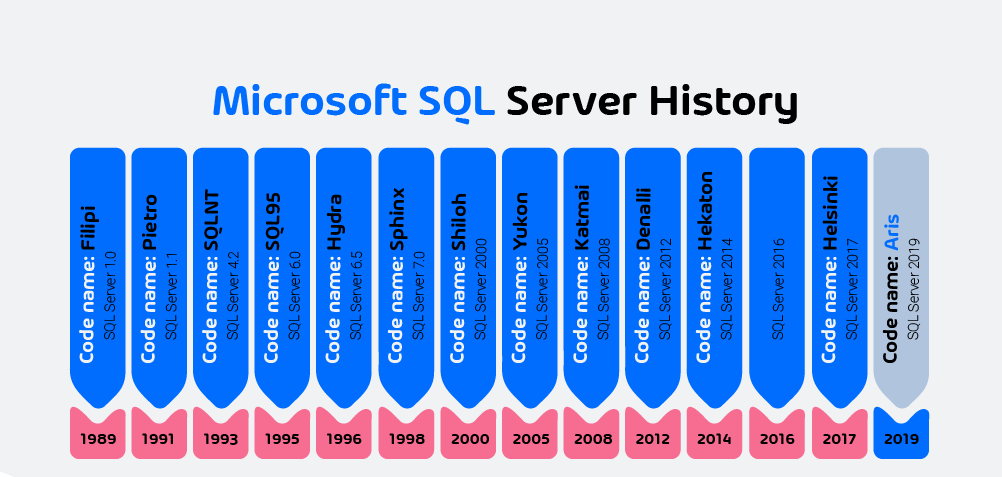 Microsoft SQL Server History
Code name: Filipi
SQL Server 1.0
Code name: Pietro
SQL Server 1.1
Code name: SQLNT
SQL Server 4.2
Code name: SQL95
SQL Server 6.0
Code name: Hydra
SQL Server 6.5
Code name: Sphinx
SQL Server 7.0
Code name: Shiloh
SQL Server 2000
Code name: Yukon
SQL Server 2005
Code name: Katmai
SQL Server 2008
Code name: Denalli
SQL Server 2012
Code name: Hekaton
SQL Server 2014
SQL Server 2016
Code name: Helsinki
SQL Server 2017
Code name: Aris
SQL Server 2019
1989
1991
1993
1995
1996
1998
2000
2005
2008
2012
2014
2016
2017
2019